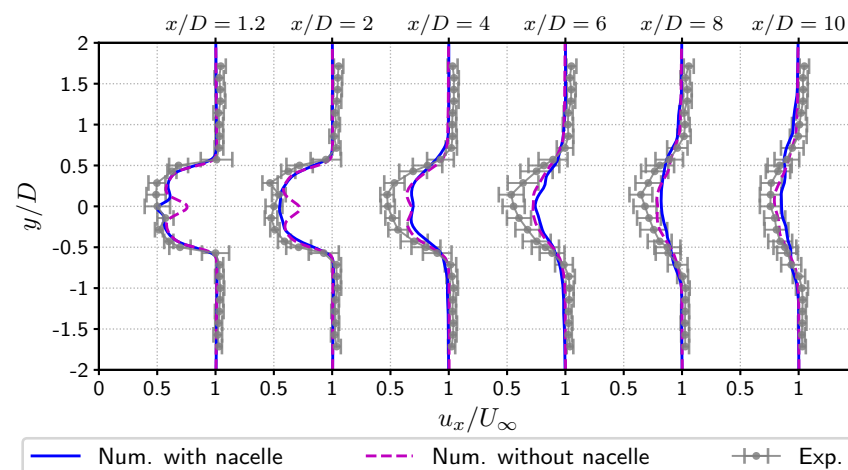 x/D = 1.2 x/D = 2 x/D = 4 x/D = 6 x/D = 8 x/D = 10
2
1.5
1
0.5
0
-0.5
-1
-1.5
-2
y/D
0 0.5 1 0.5 1 0.5 1 0.5 1 0.5 1 0.5 1
u_x/U_∞
Num. with nacelle Num. without nacelle Exp.